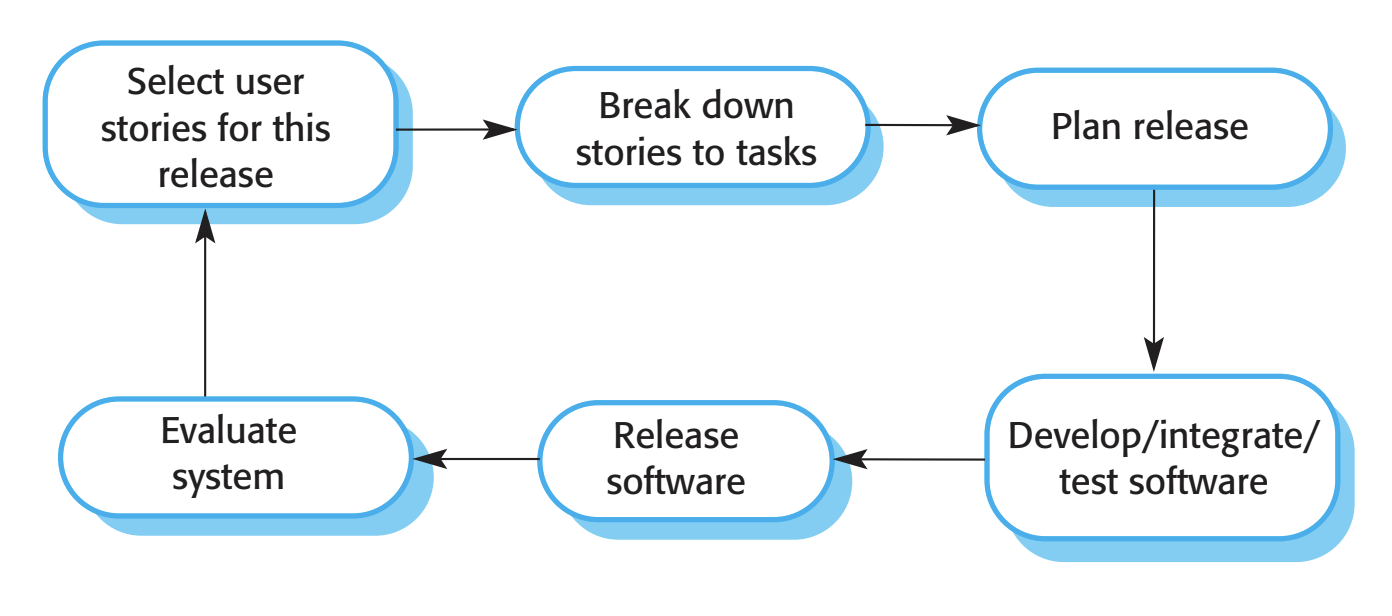 Select user
stories for this
release
Break down
stories to tasks
Plan release
Develop/integrate/
test software
Release
software
Evaluate
system